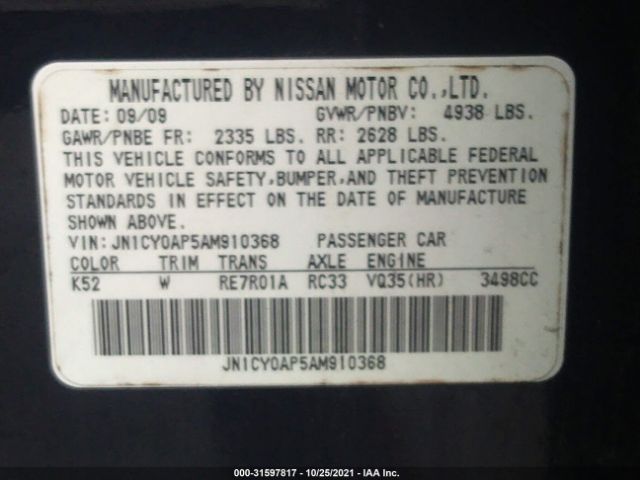 MANUFACTURED BY NISSAN MOTOR CO.,LTD.
DATE: 09/09 GVWR/PNBV: 4938 LBS.
GAWR/PNBE FR: 2335 LBS. RR: 2628 LBS.
THIS VEHICLE CONFORMS TO ALL APPLICABLE FEDERAL
MOTOR VEHICLE SAFETY,BUMPER,AND THEFT PREVENTION
STANDARDS IN EFFECT ON THE DATE OF MANUFACTURE
SHOWN ABOVE.
VIN: JN1CY0AP5AM910368 PASSENGER CAR
COLOR TRIM TRANS AXLE ENGINE
K52 W RE7R01A RC33 VQ35(HR) 3498CC
JN1CY0AP5AM910368
000-31597817 - 10/25/2021 - IAA Inc.